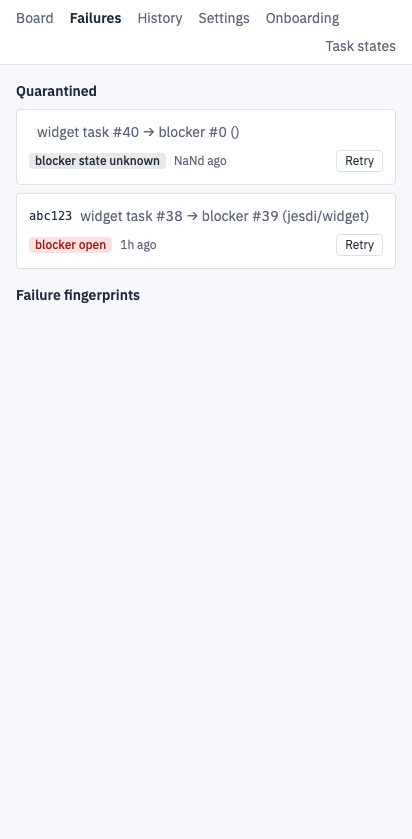 Board Failures History Settings Onboarding
Task states
Quarantined
widget task #40 → blocker #0 ()
blocker state unknown NaNd ago Retry
abc123 widget task #38 → blocker #39 (jesdi/widget)
blocker open 1h ago Retry
Failure fingerprints